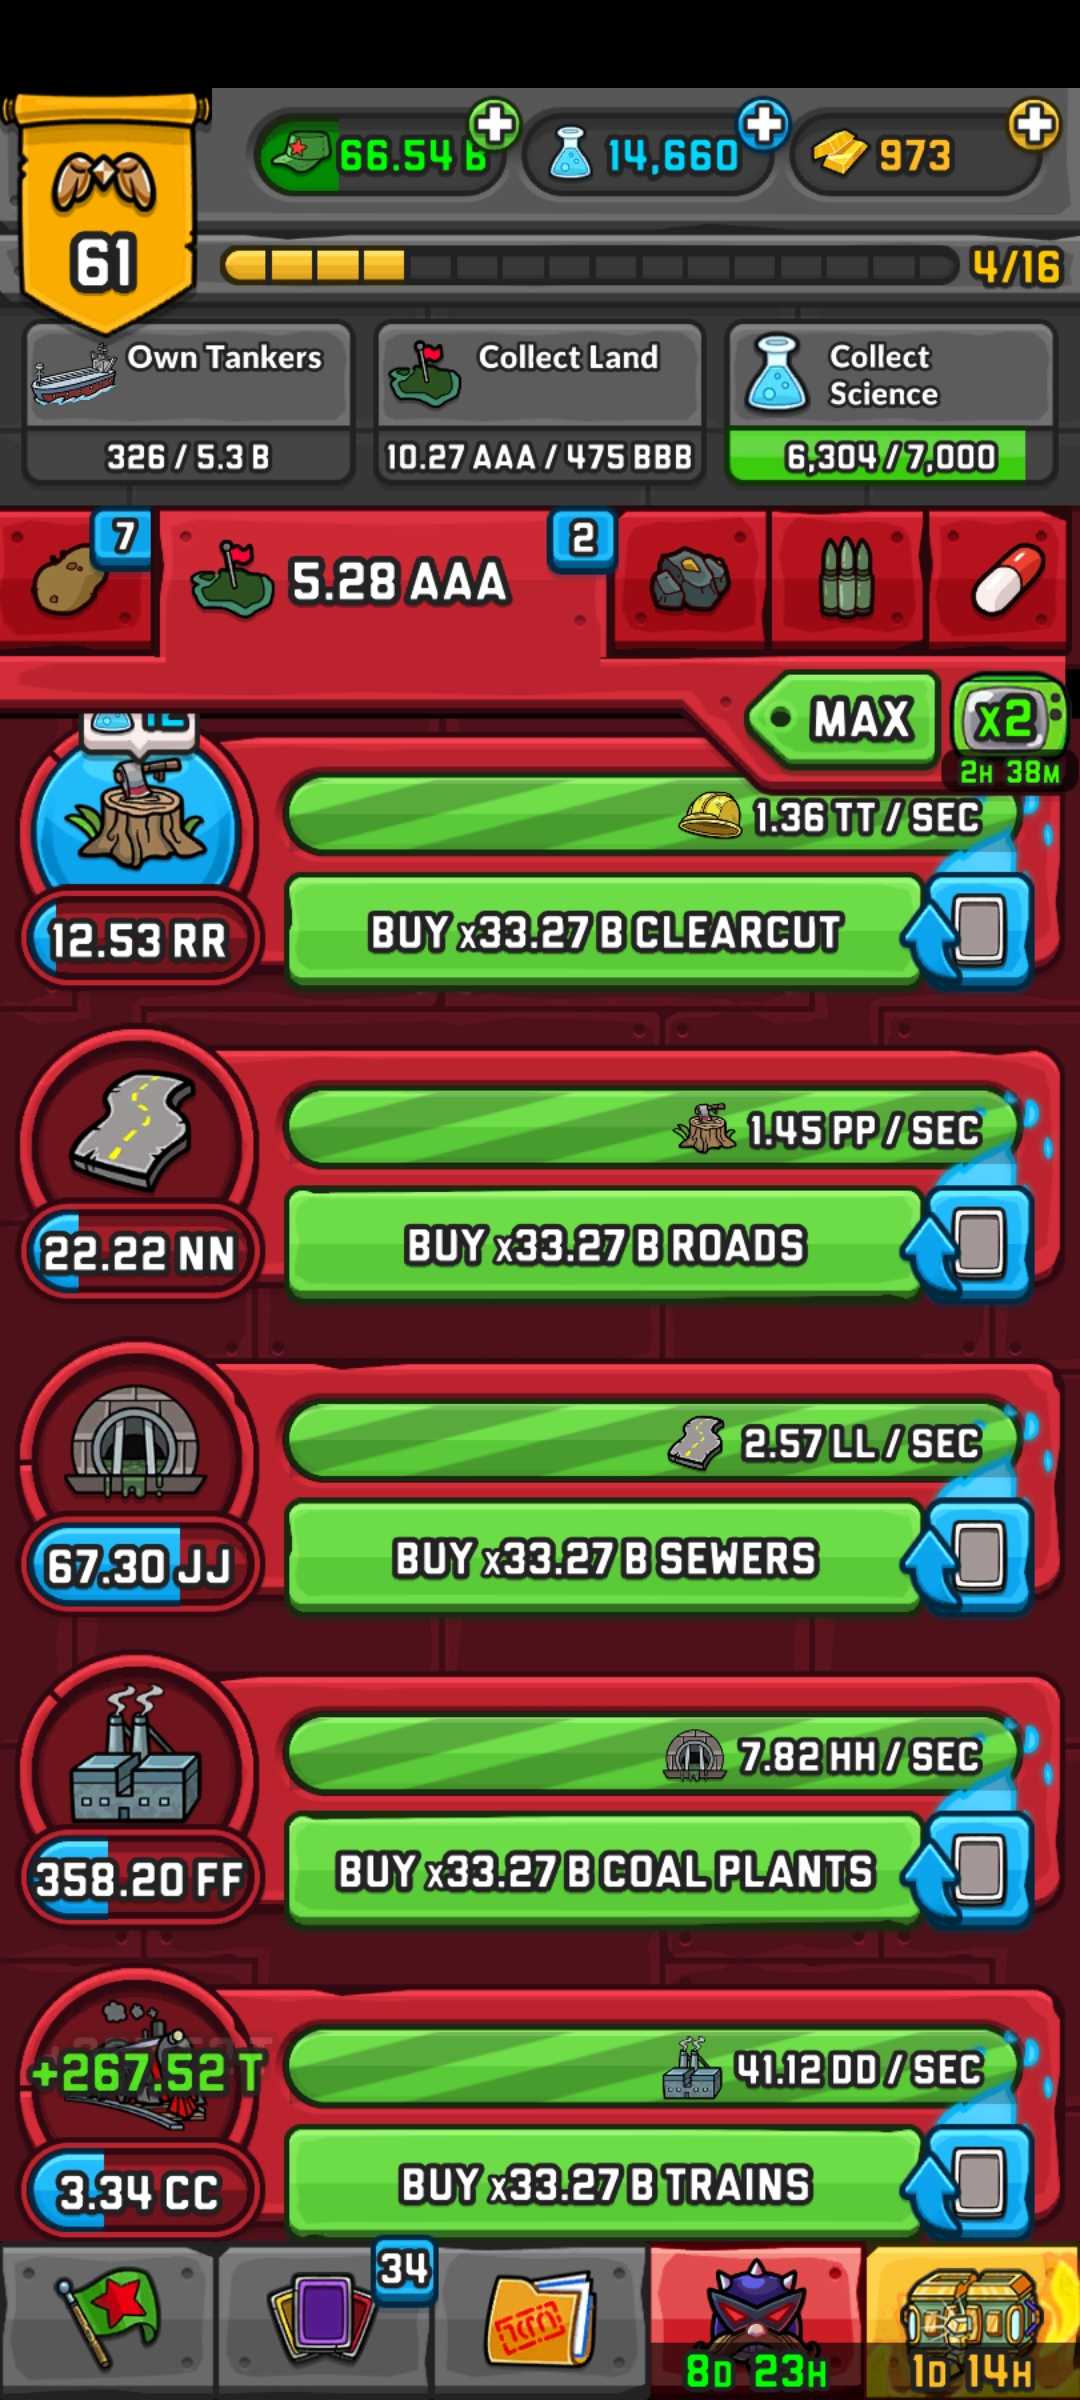 66.54 B
14,660
973
61
4/16
Own Tankers
Collect Land
Collect
Science
326 / 5.3 B
10.27 AAA / 475 BBB
6,304 / 7,000
7
5.28 AAA
2
MAX
x2
2H 38M
12
1.36 TT / SEC
12.53 RR
BUY x33.27 B CLEARCUT
1.45 PP / SEC
22.22 NN
BUY x33.27 B ROADS
2.57 LL / SEC
67.30 JJ
BUY x33.27 B SEWERS
7.82 HH / SEC
358.20 FF
BUY x33.27 B COAL PLANTS
+267.52 T
41.12 DD / SEC
3.34 CC
BUY x33.27 B TRAINS
34
8D 23H
1D 14H